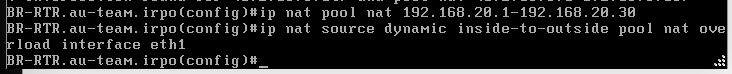 BR-RTR.au-team.irpo(config)#ip nat pool nat 192.168.20.1-192.168.20.30
BR-RTR.au-team.irpo(config)#ip nat source dynamic inside-to-outside pool nat ove
rload interface eth1
BR-RTR.au-team.irpo(config)#_